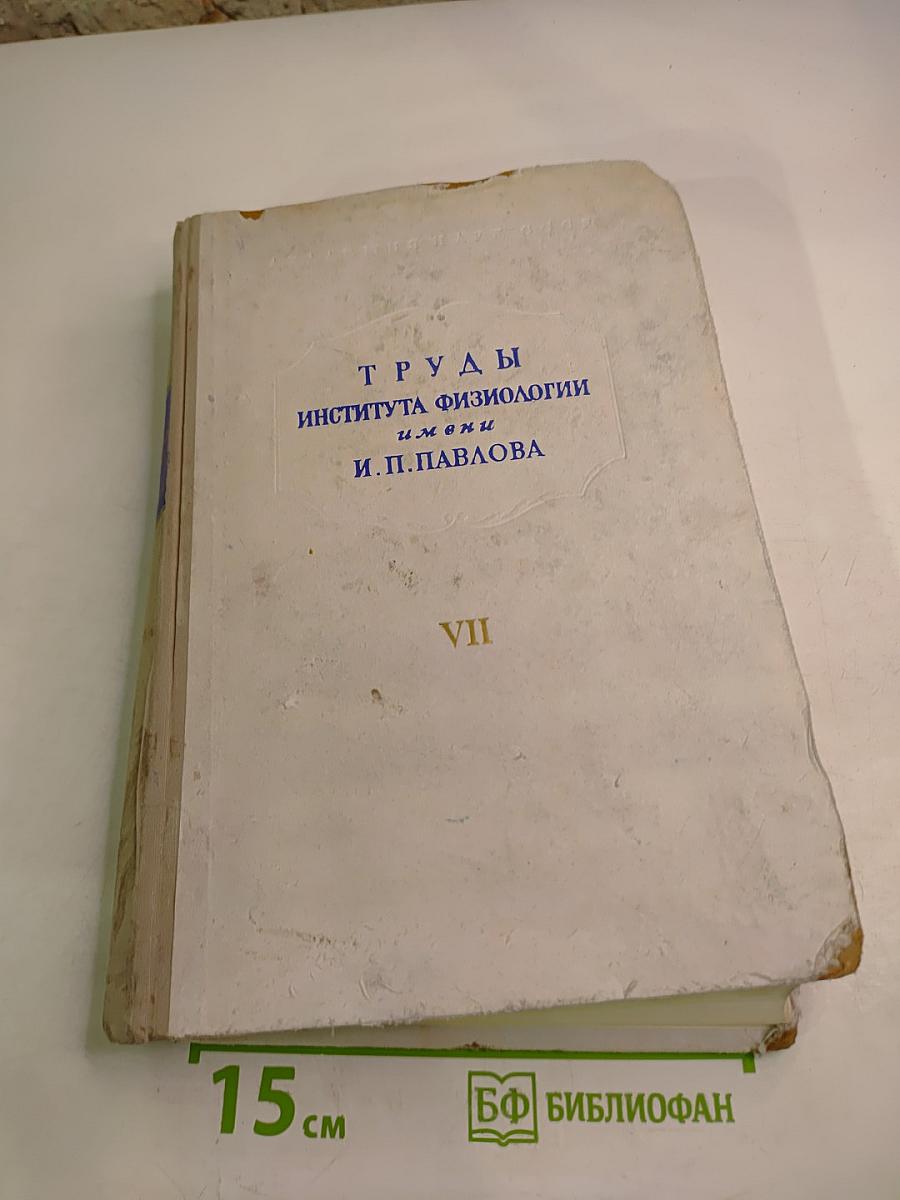 ТРУДЫ
ИНСТИТУТА ФИЗИОЛОГИИ
имени
И. П. ПАВЛОВА
VII
15 см
БФ БИБЛИОФАН